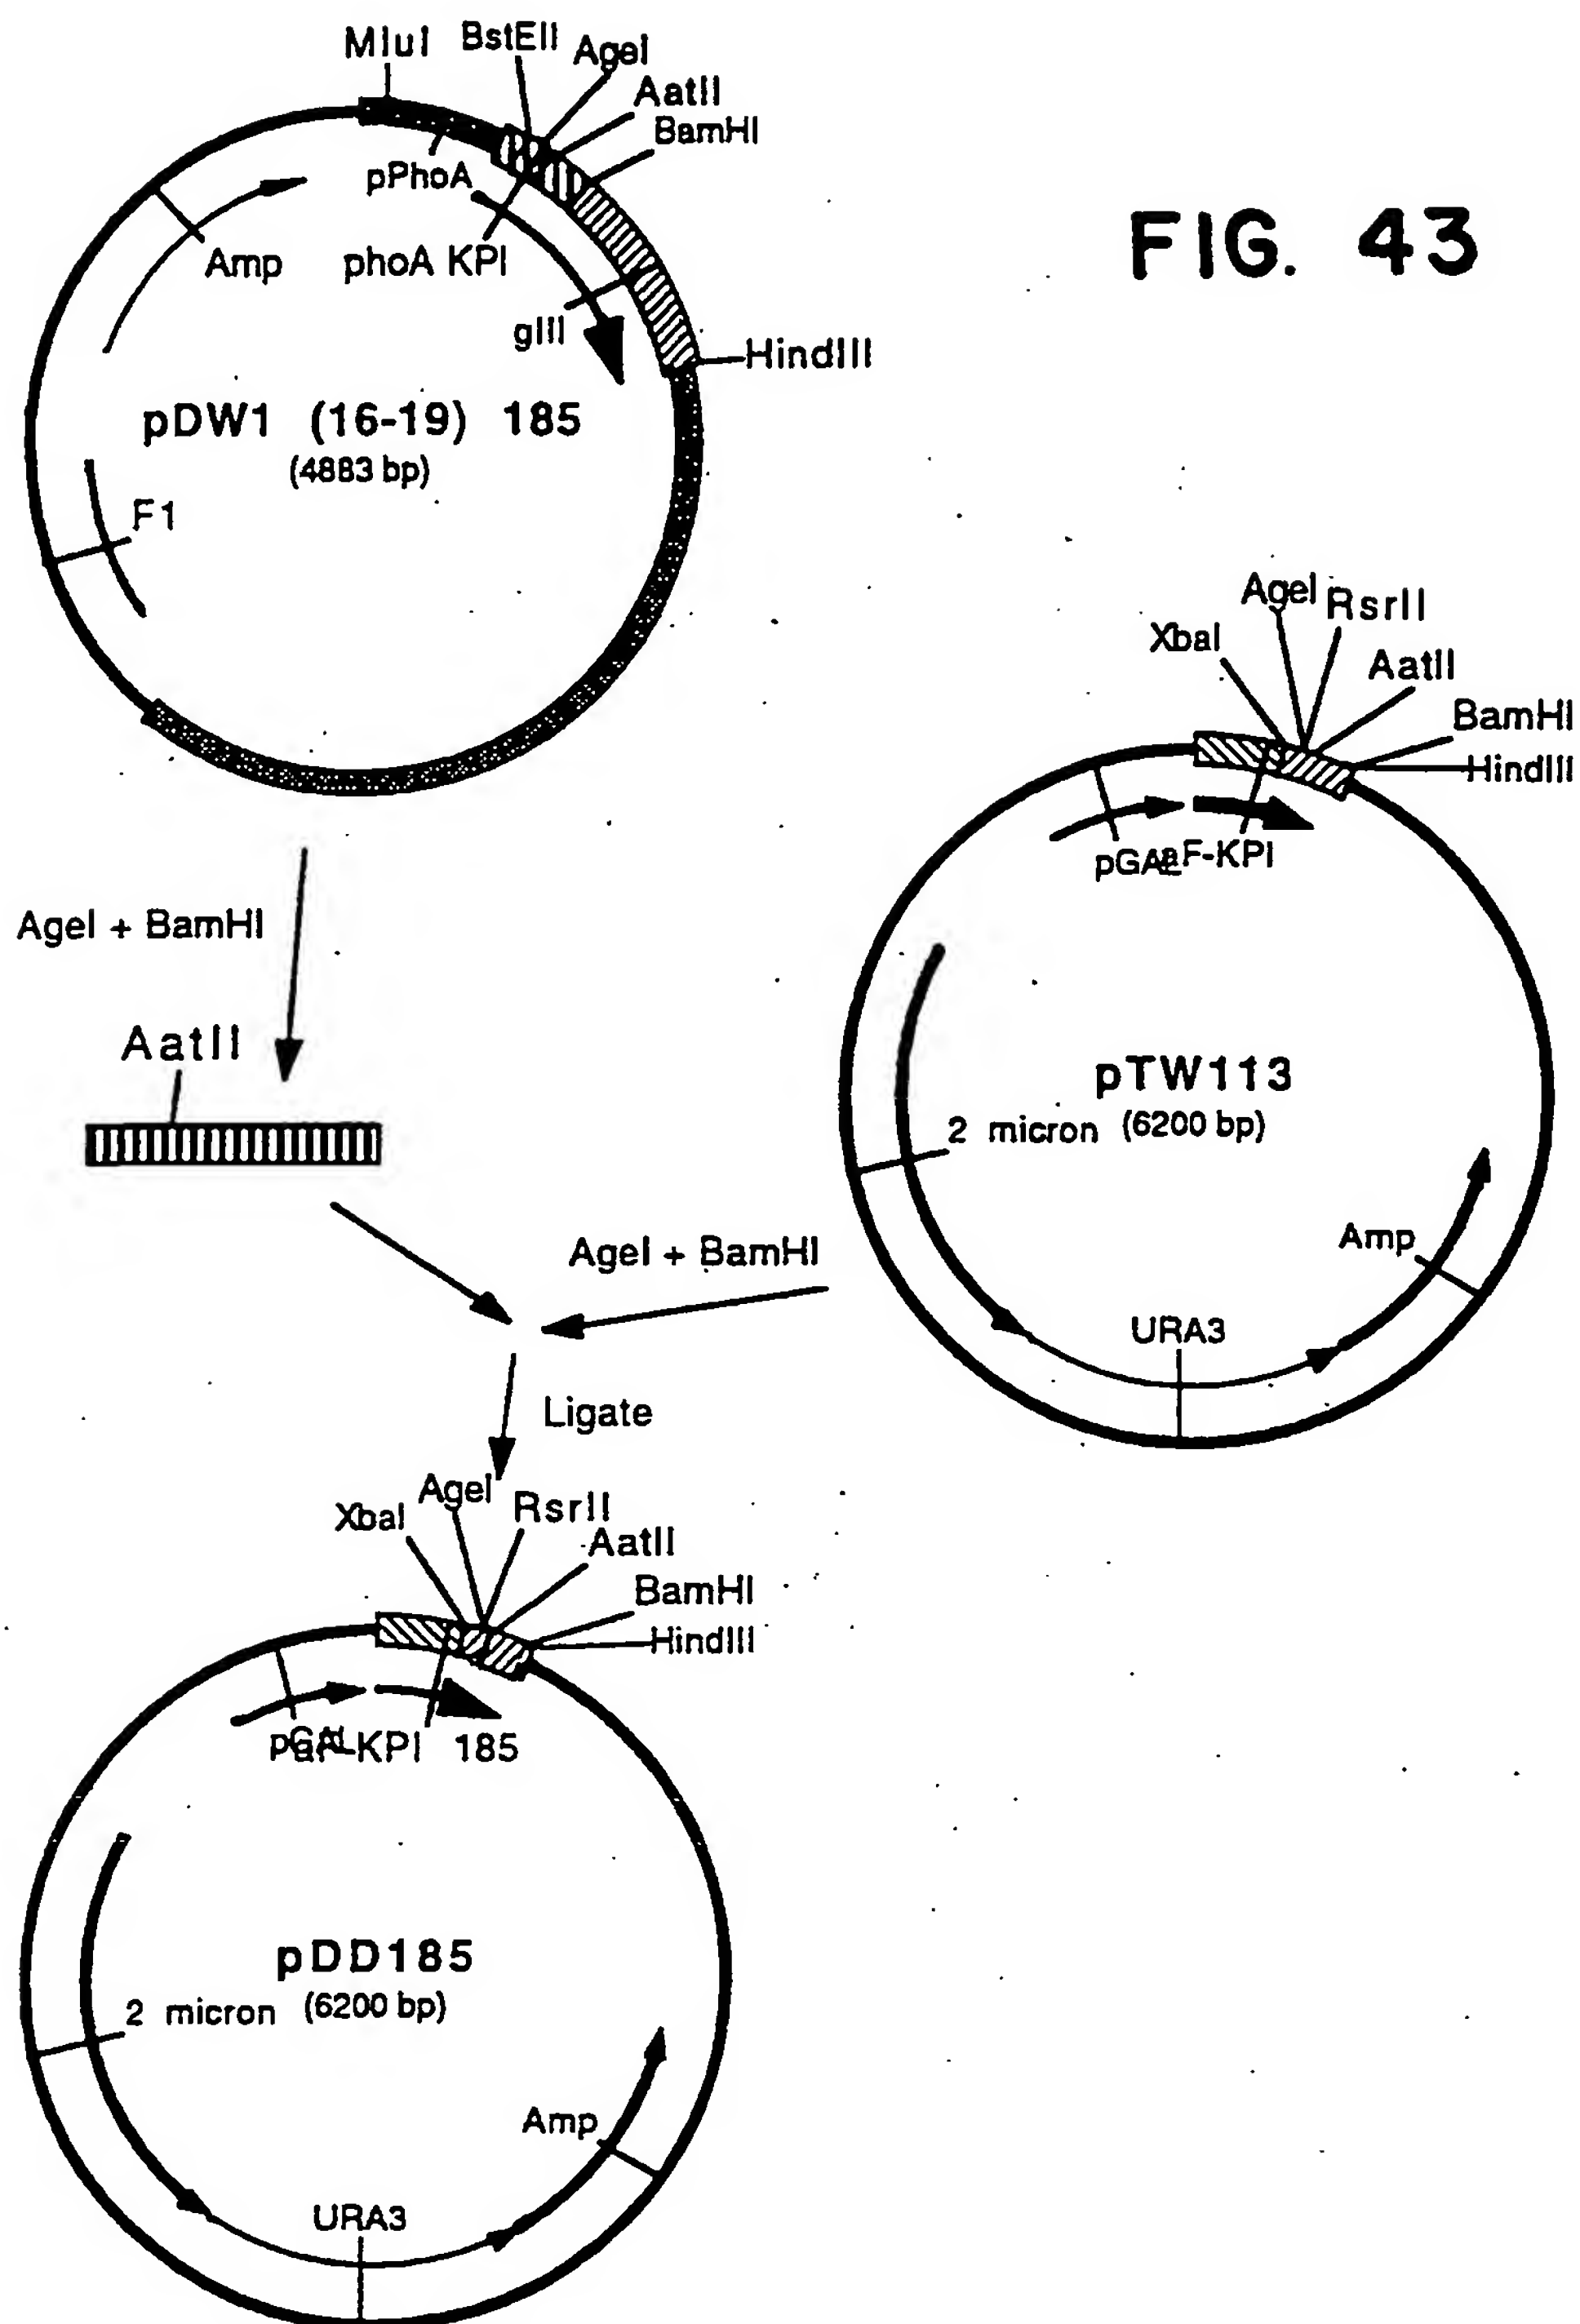 MluI BstEII AgeI
AatII
BamHI
pPhoA
Amp
phoA KPI
gIII
HindIII
FIG. 43
pDW1 (16-19) 185
(4883 bp)
F1
AgeI + BamHI
AatII
AgeI RsrII
XbaI
AatII
BamHI
HindIII
aF-KPI
pTW113
2 micron (6200 bp)
Amp
URA3
AgeI + BamHI
Ligate
AgeI
XbaI
RsrII
AatII
BamHI
HindIII
KPI 185
pDD185
2 micron (6200 bp)
Amp
URA3